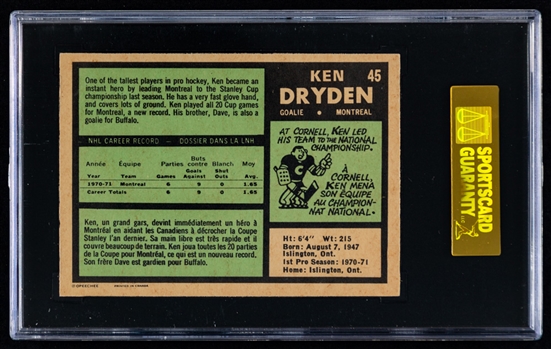 One of the tallest players in pro hockey, Ken became an
instant hero by leading Montreal to the Stanley Cup
championship last season. He has a very fast glove hand,
and covers lots of ground. Ken played all 20 Cup games
for Montreal, a new record. His brother, Dave, is also a
goalie for Buffalo.
NHL CAREER RECORD - DOSSIER DANS LA LNH
Année Équipe Parties Buts contre Blanch. Moy
Year Team Games Goals Against Shut Outs Avg.
1970-71 Montreal 6 9 0 1.65
Career Totals 6 9 0 1.65
Ken, un grand gars, devint immédiatement un héro à
Montréal en aidant les Canadiens à décrocher la Coupe
Stanley l'an dernier. Sa main libre est très rapide et il
couvre beaucoup de terrain. Ken joua toutes les 20 parties
de la Coupe pour Montréal, ce qui est un nouveau record.
Son frère Dave est gardien pour Buffalo.
KEN 45
DRYDEN
GOALIE • MONTREAL
AT CORNELL, KEN LED
HIS TEAM TO THE NATIONAL
CHAMPIONSHIP.
C
À
CORNELL,
KEN MENA
SON ÉQUIPE
AU CHAMPION-
NAT NATIONAL.
Ht: 6'4" Wt: 215
Born: August 7, 1947
Islington, Ont.
1st Pro Season: 1970-71
Home: Islington, Ont.
SPORTSCARD
GUARANTY